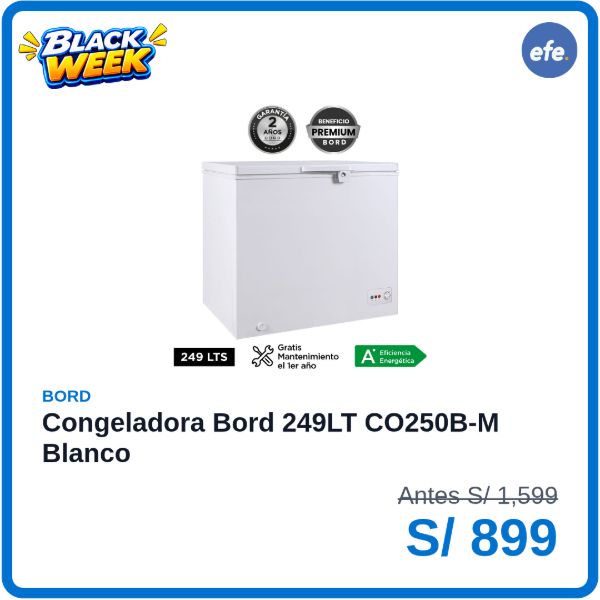 BLACK
WEEK
efe.
GARANTÍA
2
AÑOS
BENEFICIO
PREMIUM
BORD
249 LTS
Gratis
Mantenimiento
el 1er año
A+
Eficiencia
Energética
BORD
Congeladora Bord 249LT CO250B-M
Blanco
Antes S/ 1,599
S/ 899